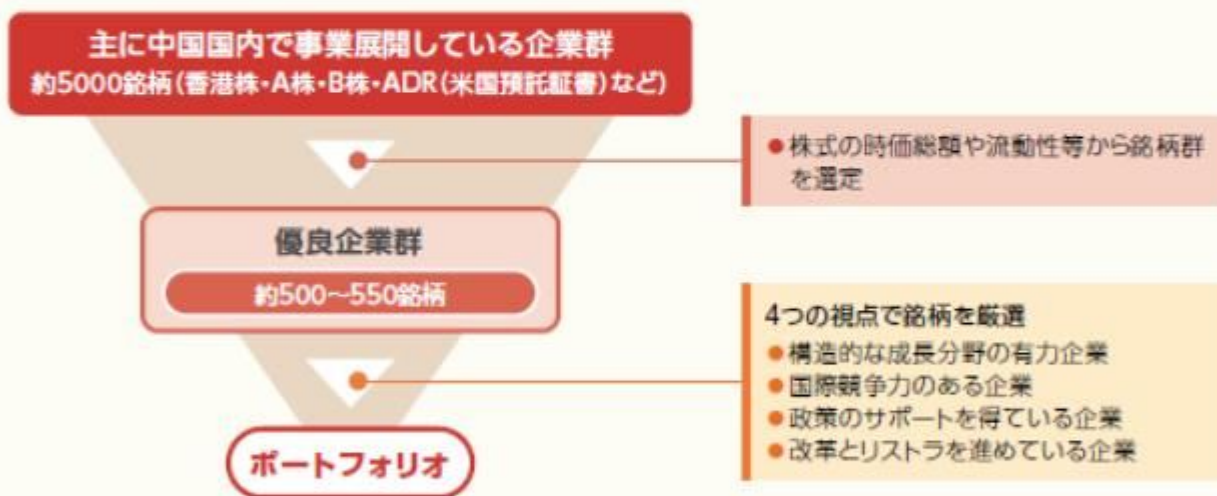 主に中国国内で事業展開している企業群
約5000銘柄(香港株・A株・B株・ADR(米国預託証書)など)
●株式の時価総額や流動性等から銘柄群
を選定
優良企業群
約500〜550銘柄
4つの視点で銘柄を厳選
●構造的な成長分野の有力企業
●国際競争力のある企業
●政策のサポートを得ている企業
●改革とリストラを進めている企業
ポートフォリオ